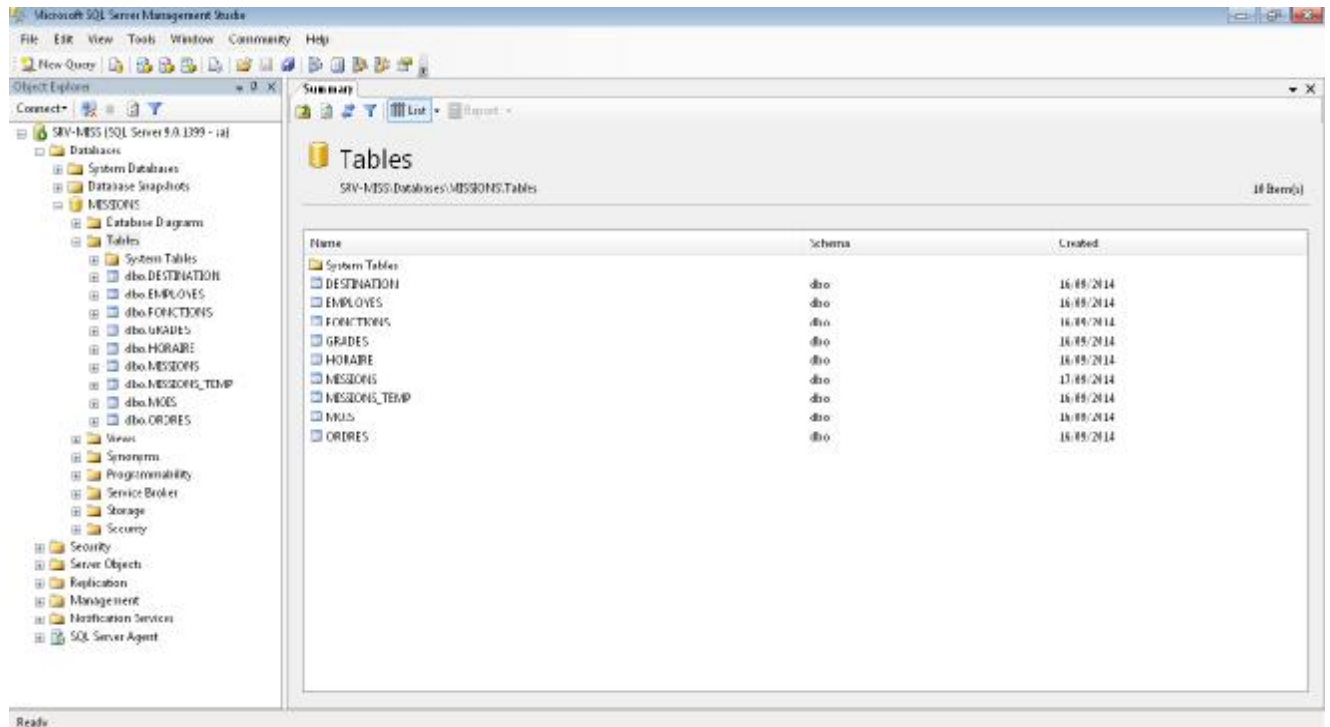 Microsoft SQL Server Management Studio
File Edit View Tools Window Community Help
New Query
Object Explorer
Connect
SRV-MISS (SQL Server 9.0.1399 - sa)
Databases
System Databases
Database Snapshots
MISSIONS
Database Diagrams
Tables
System Tables
dbo.DESTINATION
dbo.EMPLOYES
dbo.FONCTIONS
dbo.GRADES
dbo.HORAIRE
dbo.MISSIONS
dbo.MISSIONS_TEMP
dbo.MOIS
dbo.ORDRES
Views
Synonyms
Programmability
Service Broker
Storage
Security
Security
Server Objects
Replication
Management
Notification Services
SQL Server Agent
Summary
List Report
Tables
SRV-MISS\Databases\MISSIONS\Tables
10 Item(s)
Name Schema Created
System Tables
DESTINATION dbo 16/09/2014
EMPLOYES dbo 16/09/2014
FONCTIONS dbo 16/09/2014
GRADES dbo 16/09/2014
HORAIRE dbo 16/09/2014
MISSIONS dbo 17/09/2014
MISSIONS_TEMP dbo 16/09/2014
MOIS dbo 16/09/2014
ORDRES dbo 16/09/2014
Ready